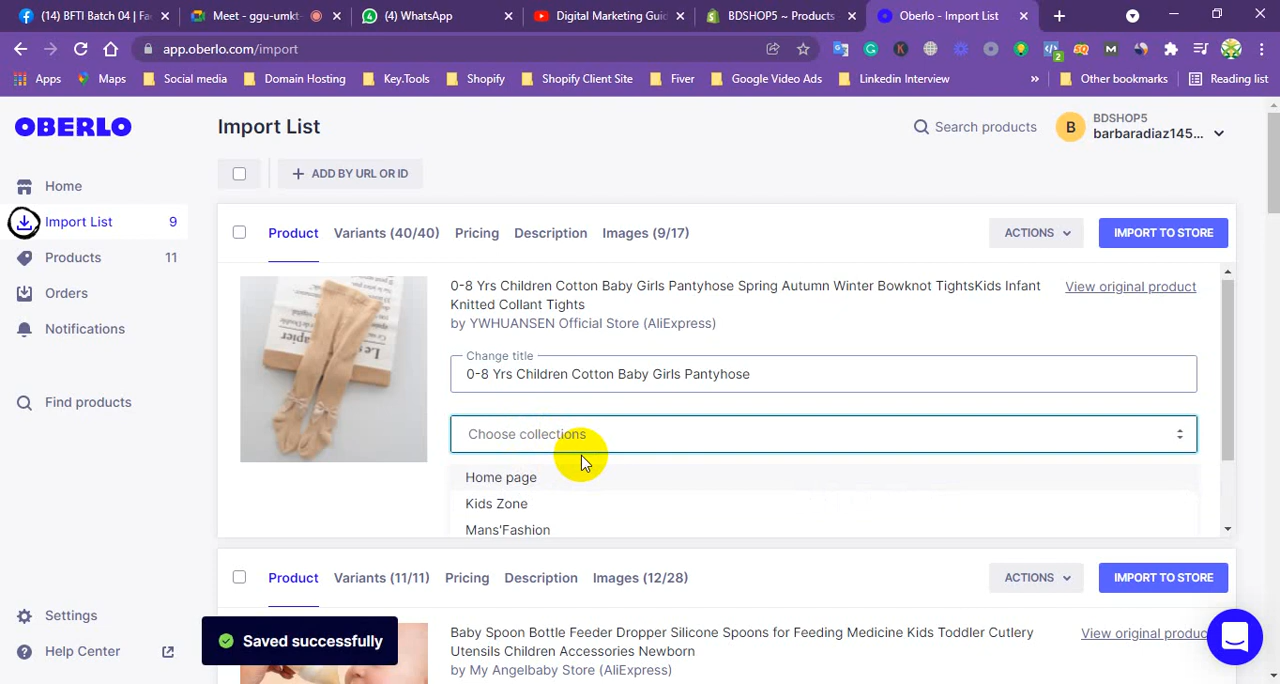 (14) BFTI Batch 04 | Fac
Meet - ggu-umkt-
(4) WhatsApp
Digital Marketing Guid
BDSHOP5 ~ Products
Oberlo - Import List
app.oberlo.com/import
Apps
Maps
Social media
Domain Hosting
Key.Tools
Shopify
Shopify Client Site
Fiver
Google Video Ads
Linkedin Interview
»
Other bookmarks
Reading list
OBERLO
Import List
Search products
B
BDSHOP5
barbaradiaz145...
Home
Import List 9
Products 11
Orders
Notifications
Find products
Settings
Help Center
+ ADD BY URL OR ID
Product Variants (40/40) Pricing Description Images (9/17)
ACTIONS
IMPORT TO STORE
0-8 Yrs Children Cotton Baby Girls Pantyhose Spring Autumn Winter Bowknot TightsKids Infant
Knitted Collant Tights
by YWHUANSEN Official Store (AliExpress)
View original product
Change title
0-8 Yrs Children Cotton Baby Girls Pantyhose
Choose collections
Home page
Kids Zone
Mans'Fashion
Product Variants (11/11) Pricing Description Images (12/28)
ACTIONS
IMPORT TO STORE
Baby Spoon Bottle Feeder Dropper Silicone Spoons for Feeding Medicine Kids Toddler Cutlery
Utensils Children Accessories Newborn
by My Angelbaby Store (AliExpress)
View original produc
Saved successfully